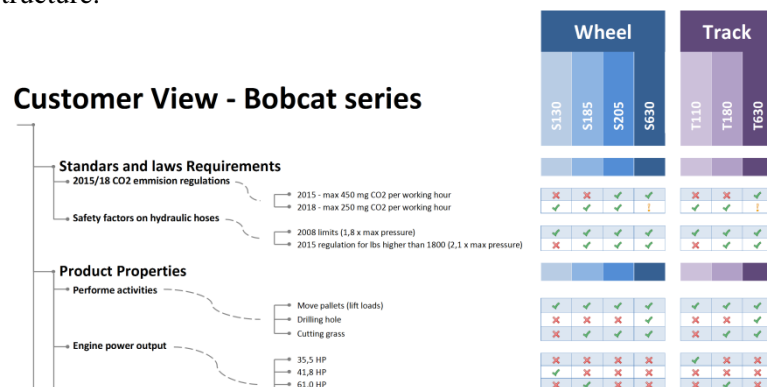 tructure.
Wheel Track
Customer View - Bobcat series
S130 S185 S205 S630 T110 T180 T630
Standars and laws Requirements
2015/18 CO2 emmision regulations
2015 - max 450 mg CO2 per working hour
2018 - max 250 mg CO2 per working hour
Safety factors on hydraulic hoses
2008 limits (1,8 x max pressure)
2015 regulation for lbs higher than 1800 (2,1 x max pressure)
Product Properties
Performe activities
Move pallets (lift loads)
Drilling hole
Cutting grass
Engine power output
35,5 HP
41,8 HP
61,0 HP